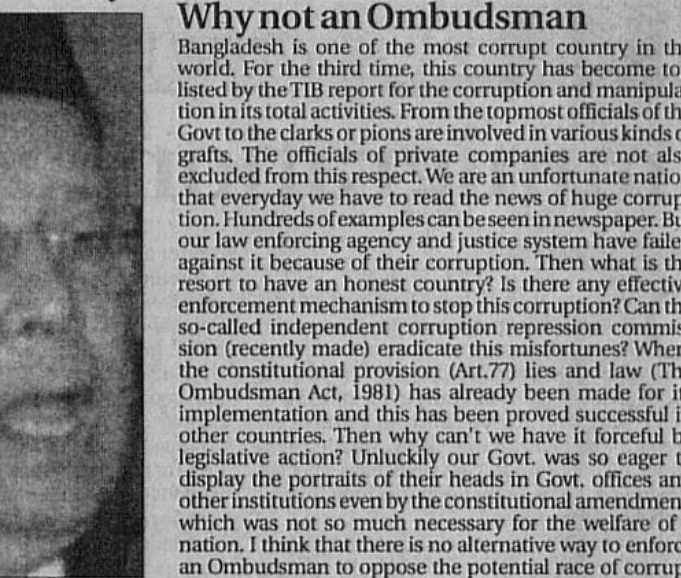 Why not an Ombudsman
Bangladesh is one of the most corrupt country in th
world. For the third time, this country has become to
listed by the TIB report for the corruption and manipula
tion in its total activities. From the topmost officials of th
Govt to the clarks or pions are involved in various kinds o
grafts. The officials of private companies are not als
excluded from this respect. We are an unfortunate natio
that everyday we have to read the news of huge corrup
tion. Hundreds of examples can be seen in newspaper. Bu
our law enforcing agency and justice system have faile
against it because of their corruption. Then what is th
resort to have an honest country? Is there any effectiv
enforcement mechanism to stop this corruption? Can th
so-called independent corruption repression commis
sion (recently made) eradicate this misfortunes? Wher
the constitutional provision (Art.77) lies and law (Th
Ombudsman Act, 1981) has already been made for i
implementation and this has been proved successful i
other countries. Then why can't we have it forceful b
legislative action? Unluckily our Govt. was so eager t
display the portraits of their heads in Govt. offices an
other institutions even by the constitutional amendmen
which was not so much necessary for the welfare of
nation. I think that there is no alternative way to enforc
an Ombudsman to oppose the potential race of corrup